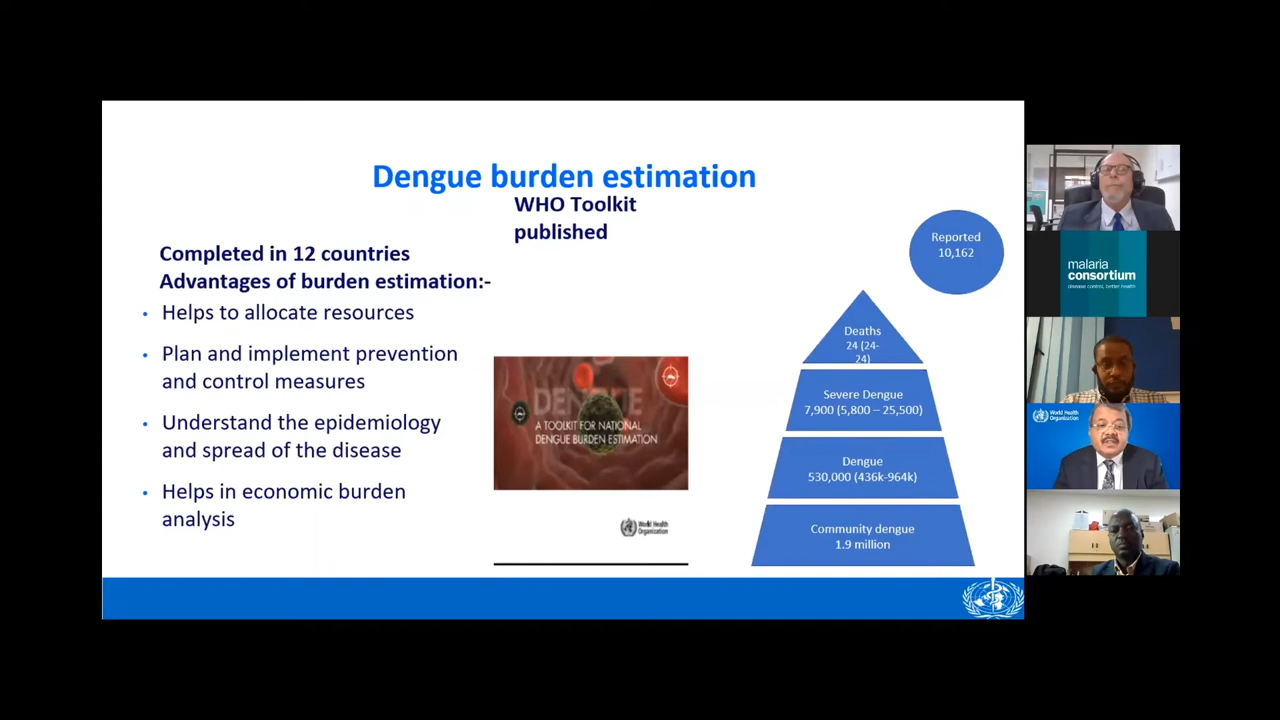 Dengue burden estimation
WHO Toolkit
published
Completed in 12 countries
Advantages of burden estimation:-
• Helps to allocate resources
• Plan and implement prevention
and control measures
• Understand the epidemiology
and spread of the disease
• Helps in economic burden
analysis
DENGUE
A TOOLKIT FOR NATIONAL
DENGUE BURDEN ESTIMATION
World Health
Organization
Reported
10,162
Deaths
24 (24-
24)
Severe Dengue
7,900 (5,800 – 25,500)
Dengue
530,000 (436k-964k)
Community dengue
1.9 million
malaria
consortium
disease control, better health
World Health
Organization